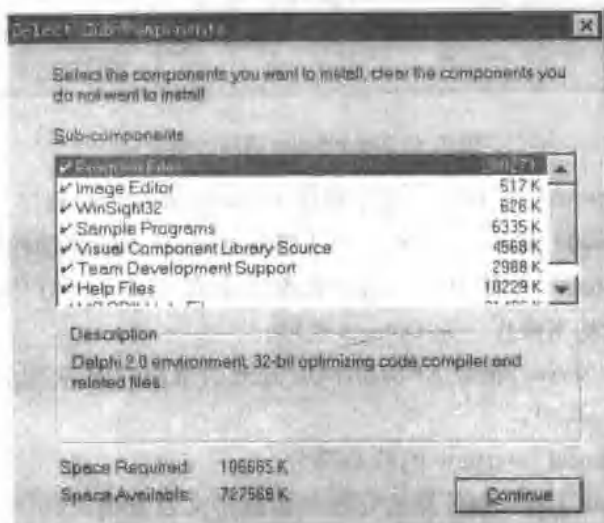 Select the components you want to install, clear the components you
do not want to install
Sub-components
Program Files
Image Editor 517 K
WinSight32 626 K
Sample Programs 6335 K
Visual Component Library Source 4568 K
Team Development Support 2988 K
Help Files 10229 K
Description
Delphi 2.0 environment, 32-bit optimizing code compiler and
related files.
Space Required: 106665 K
Space Available: 727568 K
Continue